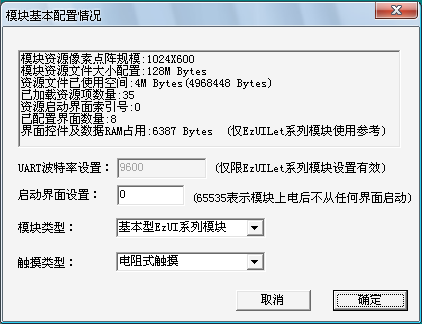 模块基本配置情况
模块资源像素点阵规模:1024X600
模块资源文件大小配置:128M Bytes
资源文件已使用空间:4M Bytes(4968448 Bytes)
已加载资源项数量:35
资源启动界面索引号:0
已配置界面数量:8
界面控件及数据RAM占用:6387 Bytes （仅EzUILet系列模块使用参考）
UART波特率设置： 9600 （仅限EzUILet系列模块设置有效）
启动界面设置： 0 (65535表示模块上电后不从任何界面启动)
模块类型： 基本型EzUI系列模块
触摸类型： 电阻式触摸
取消 确定